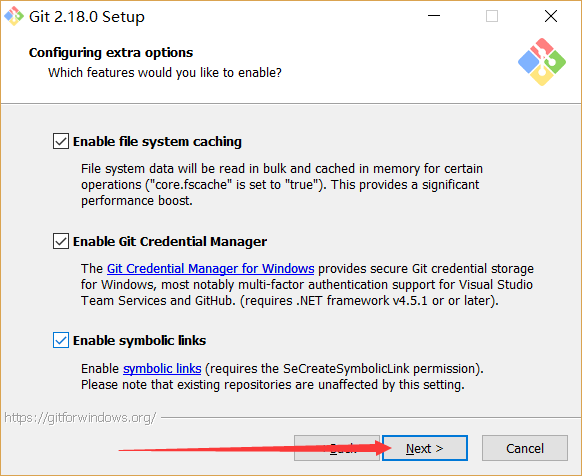 Git 2.18.0 Setup
Configuring extra options
Which features would you like to enable?
Enable file system caching
File system data will be read in bulk and cached in memory for certain
operations ("core.fscache" is set to "true"). This provides a significant
performance boost.
Enable Git Credential Manager
The Git Credential Manager for Windows provides secure Git credential storage
for Windows, most notably multi-factor authentication support for Visual Studio
Team Services and GitHub. (requires .NET framework v4.5.1 or or later).
Enable symbolic links
Enable symbolic links (requires the SeCreateSymbolicLink permission).
Please note that existing repositories are unaffected by this setting.
https://gitforwindows.org/
Back
Next >
Cancel